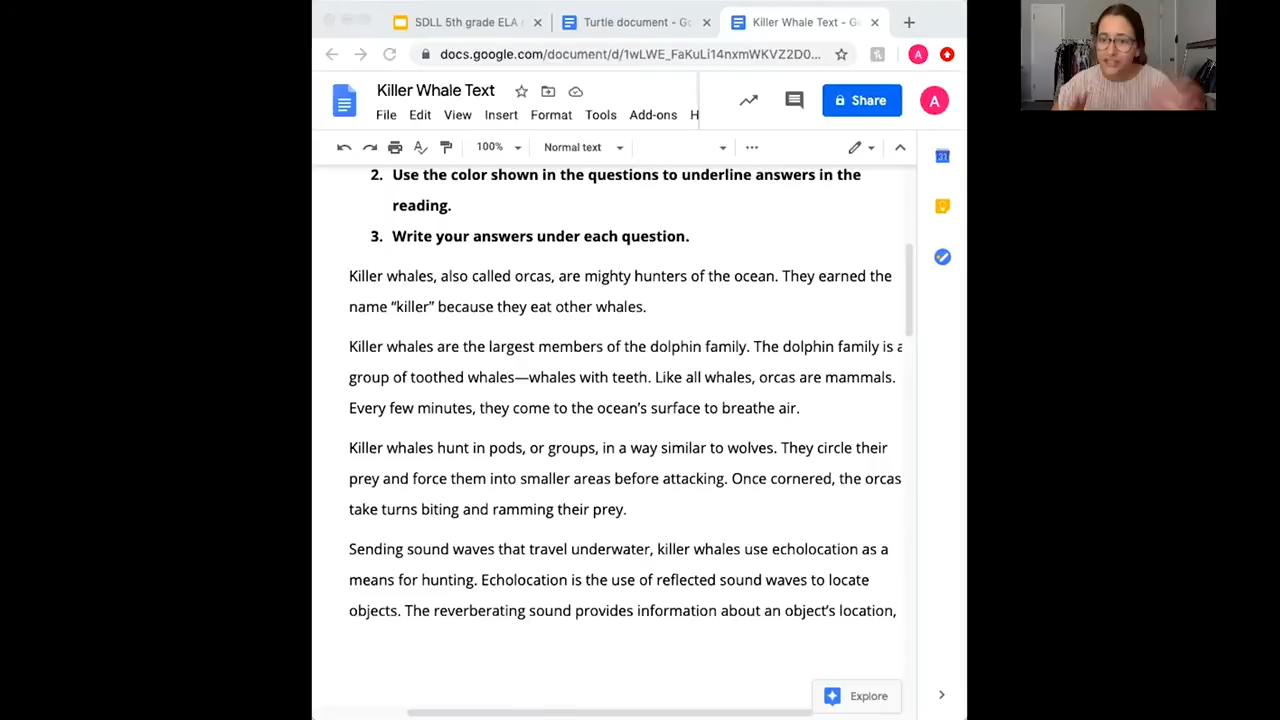 SDLL 5th grade ELA
Turtle document - Go
Killer Whale Text - Go
docs.google.com/document/d/1wLWE_FaKuLi14nxmWKVZ2D0...
A
Killer Whale Text
File Edit View Insert Format Tools Add-ons H
Share
A
100% Normal text
31
2. Use the color shown in the questions to underline answers in the
reading.
3. Write your answers under each question.
Killer whales, also called orcas, are mighty hunters of the ocean. They earned the
name “killer” because they eat other whales.
Killer whales are the largest members of the dolphin family. The dolphin family is a
group of toothed whales—whales with teeth. Like all whales, orcas are mammals.
Every few minutes, they come to the ocean’s surface to breathe air.
Killer whales hunt in pods, or groups, in a way similar to wolves. They circle their
prey and force them into smaller areas before attacking. Once cornered, the orcas
take turns biting and ramming their prey.
Sending sound waves that travel underwater, killer whales use echolocation as a
means for hunting. Echolocation is the use of reflected sound waves to locate
objects. The reverberating sound provides information about an object’s location,
Explore